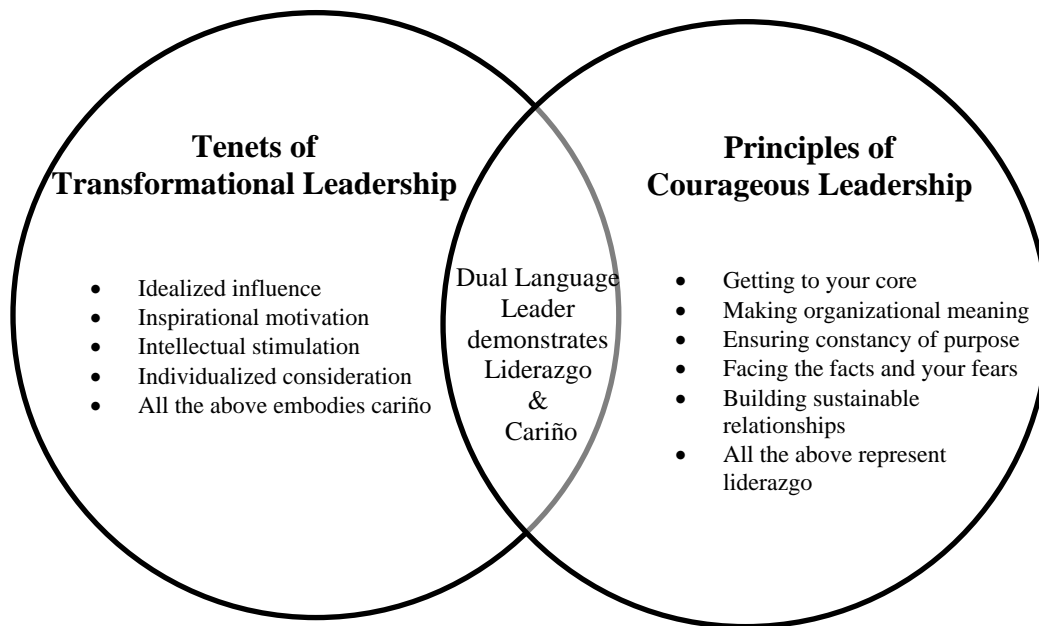 Tenets of
Transformational Leadership
• Idealized influence
• Inspirational motivation
• Intellectual stimulation
• Individualized consideration
• All the above embodies cariño
Dual Language
Leader
demonstrates
Liderazgo
&
Cariño
Principles of
Courageous Leadership
• Getting to your core
• Making organizational meaning
• Ensuring constancy of purpose
• Facing the facts and your fears
• Building sustainable
relationships
• All the above represent
liderazgo